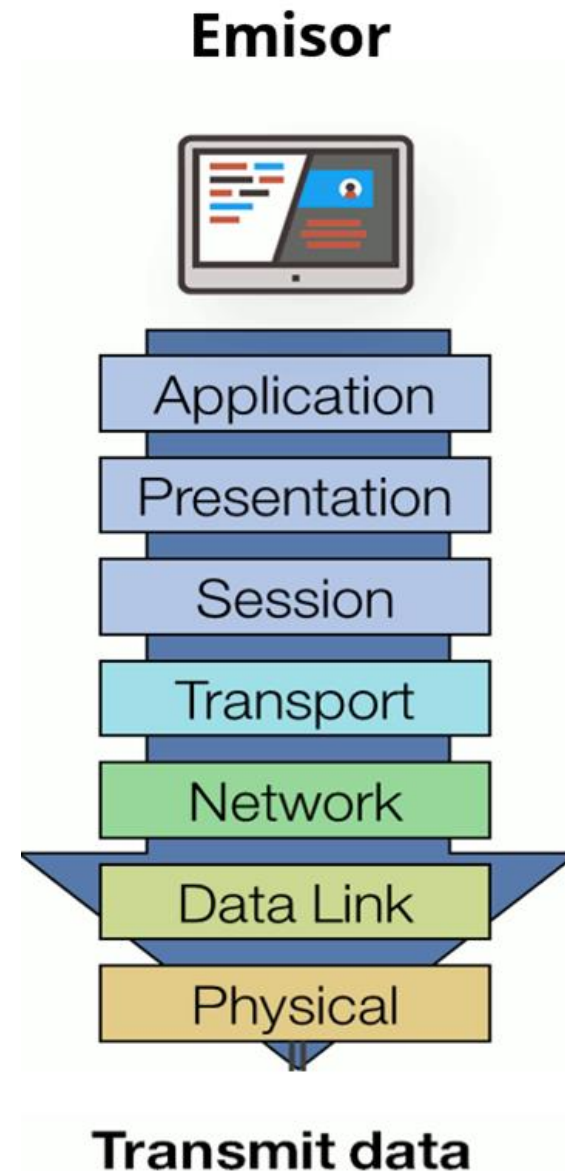 Emisor
Application
Presentation
Session
Transport
Network
Data Link
Physical
Transmit data